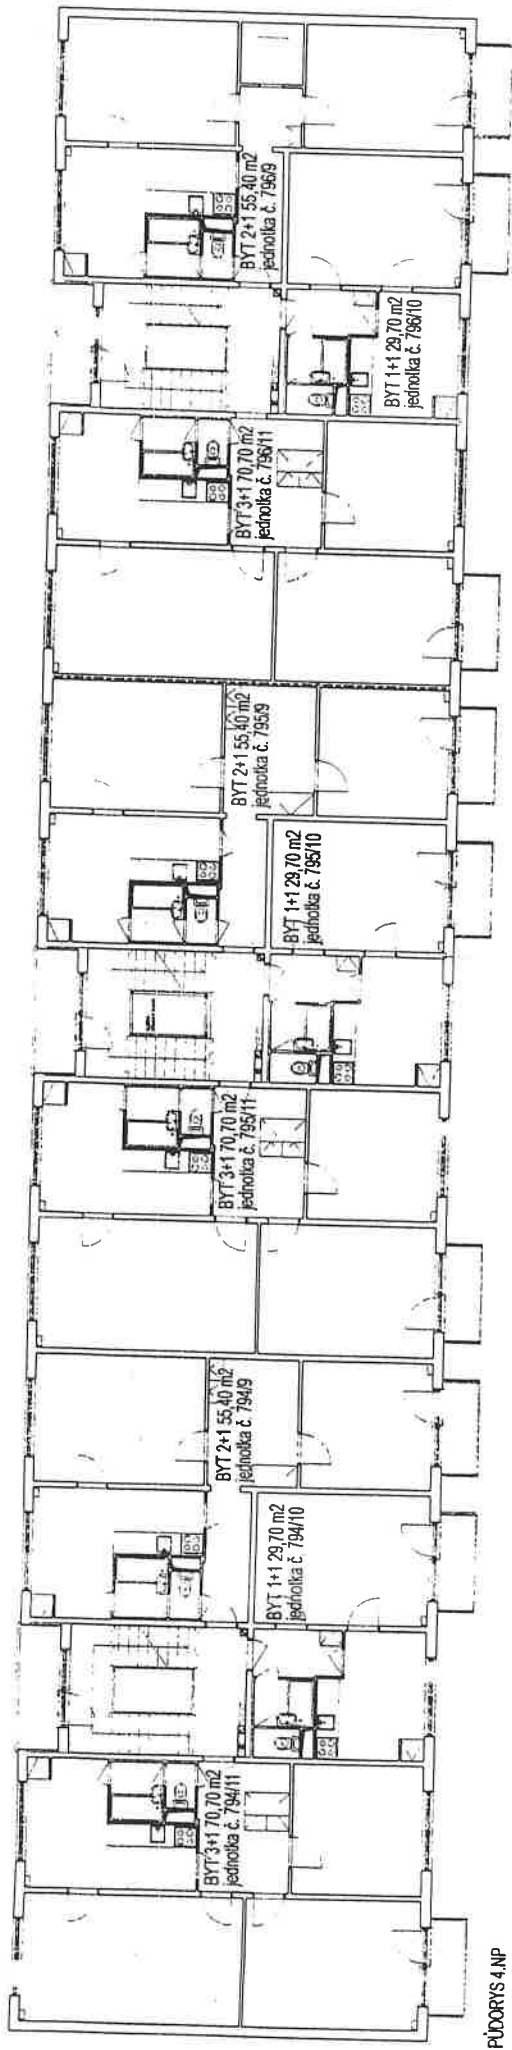 BYT 2+1 55,40 m2
jednotka č. 796/9
BYT 1+1 29,70 m2
jednotka č. 796/10
BYT 3+1 70,70 m2
jednotka č. 796/11
BYT 2+1 55,40 m2
jednotka č. 795/9
BYT 1+1 29,70 m2
jednotka č. 795/10
BYT 3+1 70,70 m2
jednotka č. 795/11
BYT 2+1 55,40 m2
jednotka č. 794/9
BYT 1+1 29,70 m2
jednotka č. 794/10
BYT 3+1 70,70 m2
jednotka č. 794/11
PŮDORYS 4.NP